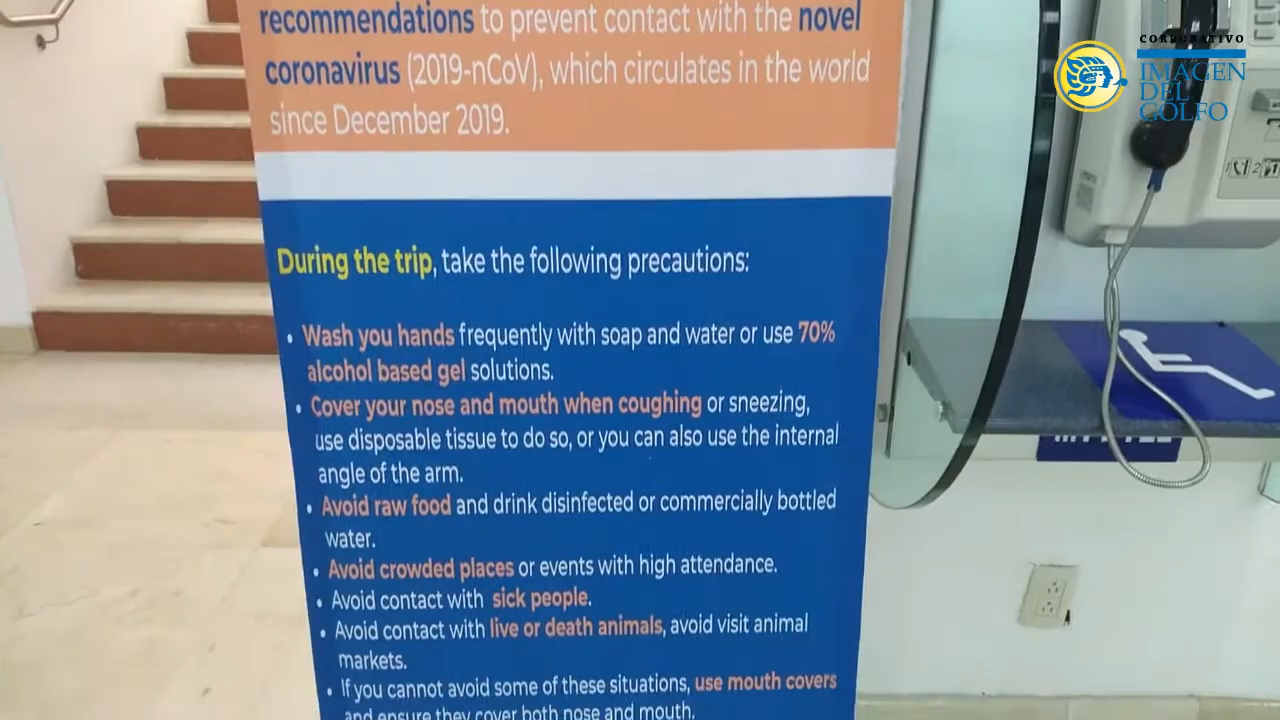 recommendations to prevent contact with the novel
coronavirus (2019-nCoV), which circulates in the world
since December 2019.
During the trip, take the following precautions:
• Wash you hands frequently with soap and water or use 70%
alcohol based gel solutions.
• Cover your nose and mouth when coughing or sneezing,
use disposable tissue to do so, or you can also use the internal
angle of the arm.
• Avoid raw food and drink disinfected or commercially bottled
water.
• Avoid crowded places or events with high attendance.
• Avoid contact with sick people.
• Avoid contact with live or death animals, avoid visit animal
markets.
• If you cannot avoid some of these situations, use mouth covers
and ensure they cover both nose and mouth.
CORPORATIVO
IMAGEN
DEL
GOLFO
1
2